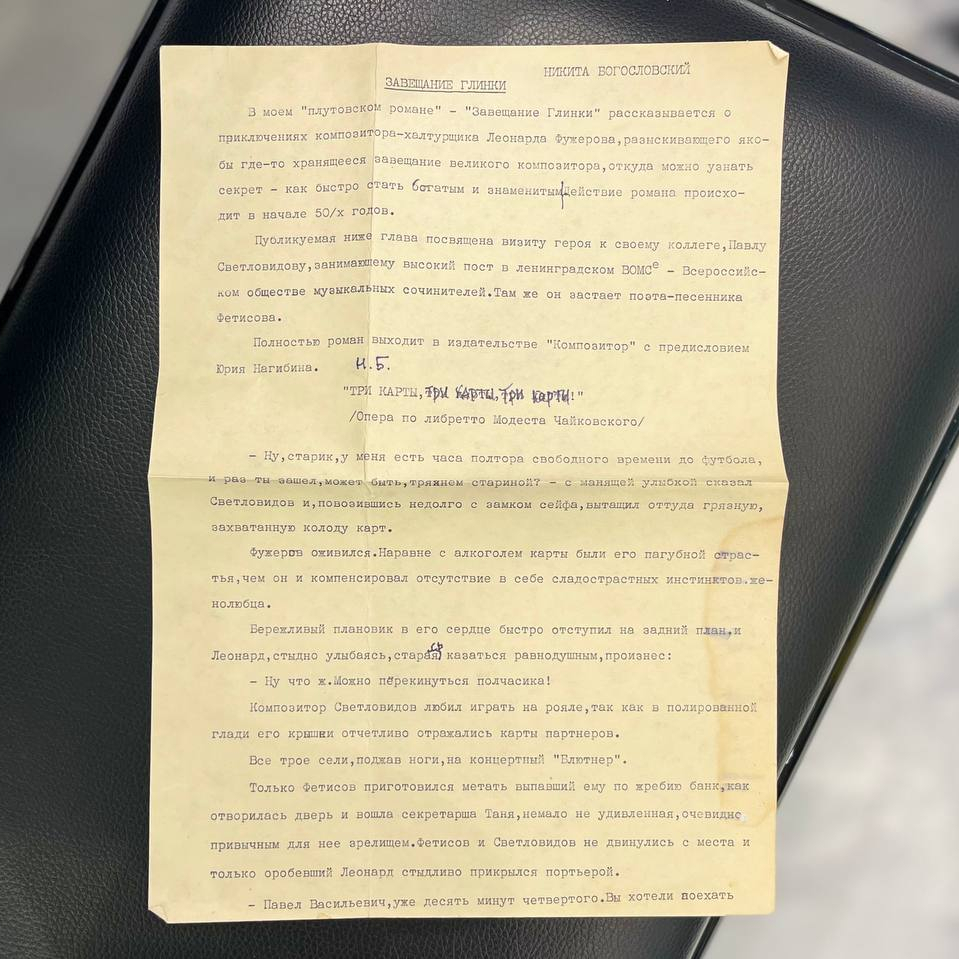 НИКИТА БОГОСЛОВСКИЙ
ЗАВЕЩАНИЕ ГЛИНКИ
В моем "плутовском романе" - "Завещание Глинки" рассказывается о
приключениях композитора-халтурщика Леонарда Фужерова,разыскивающего яко-
бы где-то хранящееся завещание великого композитора,откуда можно узнать
секрет - как быстро стать богатым и знаменитым Действие романа происхо-
дит в начале 50/х годов.
Публикуемая ниже глава посвящена визиту героя к своему коллеге,Павлу
Светловидову,занимающему высокий пост в ленинградском ВОМСе - Всероссийс-
ком обществе музыкальных сочинителей.Там же он застает поэта-песенника
Фетисова.
Полностью роман выходит в издательстве "Композитор" с предисловием
Юрия Нагибина. Н.Б.
"ТРИ КАРТЫ,ТРИ КАРТЫ,ТРИ КАРТЫ!"
/Опера по либретто Модеста Чайковского/
- Ну,старик,у меня есть часа полтора свободного времени до футбола,
и раз ты зашел,может быть,тряхнем стариной? - с манящей улыбкой сказал
Светловидов и,повозившись недолго с замком сейфа,вытащил оттуда грязную,
захватанную колоду карт.
Фужеров оживился.Наравне с алкоголем карты были его пагубной страс-
тья,чем он и компенсировал отсутствие в себе сладострастных инстинктов же-
нолюбца.
Бережливый плановик в его сердце быстро отступил на задний план,и
Леонард,стыдно улыбаясь,стараясь казаться равнодушным,произнес:
- Ну что ж.Можно перекинуться полчасика!
Композитор Светловидов любил играть на рояле,так как в полированной
глади его крышки отчетливо отражались карты партнеров.
Все трое сели,поджав ноги,на концертный "Блютнер".
Только Фетисов приготовился метать выпавший ему по жребию банк,как
отворилась дверь и вошла секретарша Таня,немало не удивленная,очевидно,
привычным для нее зрелищем.Фетисов и Светловидов не двинулись с места и
только оробевший Леонард стыдливо прикрылся портьерой.
- Павел Васильевич,уже десять минут четвертого.Вы хотели поехать